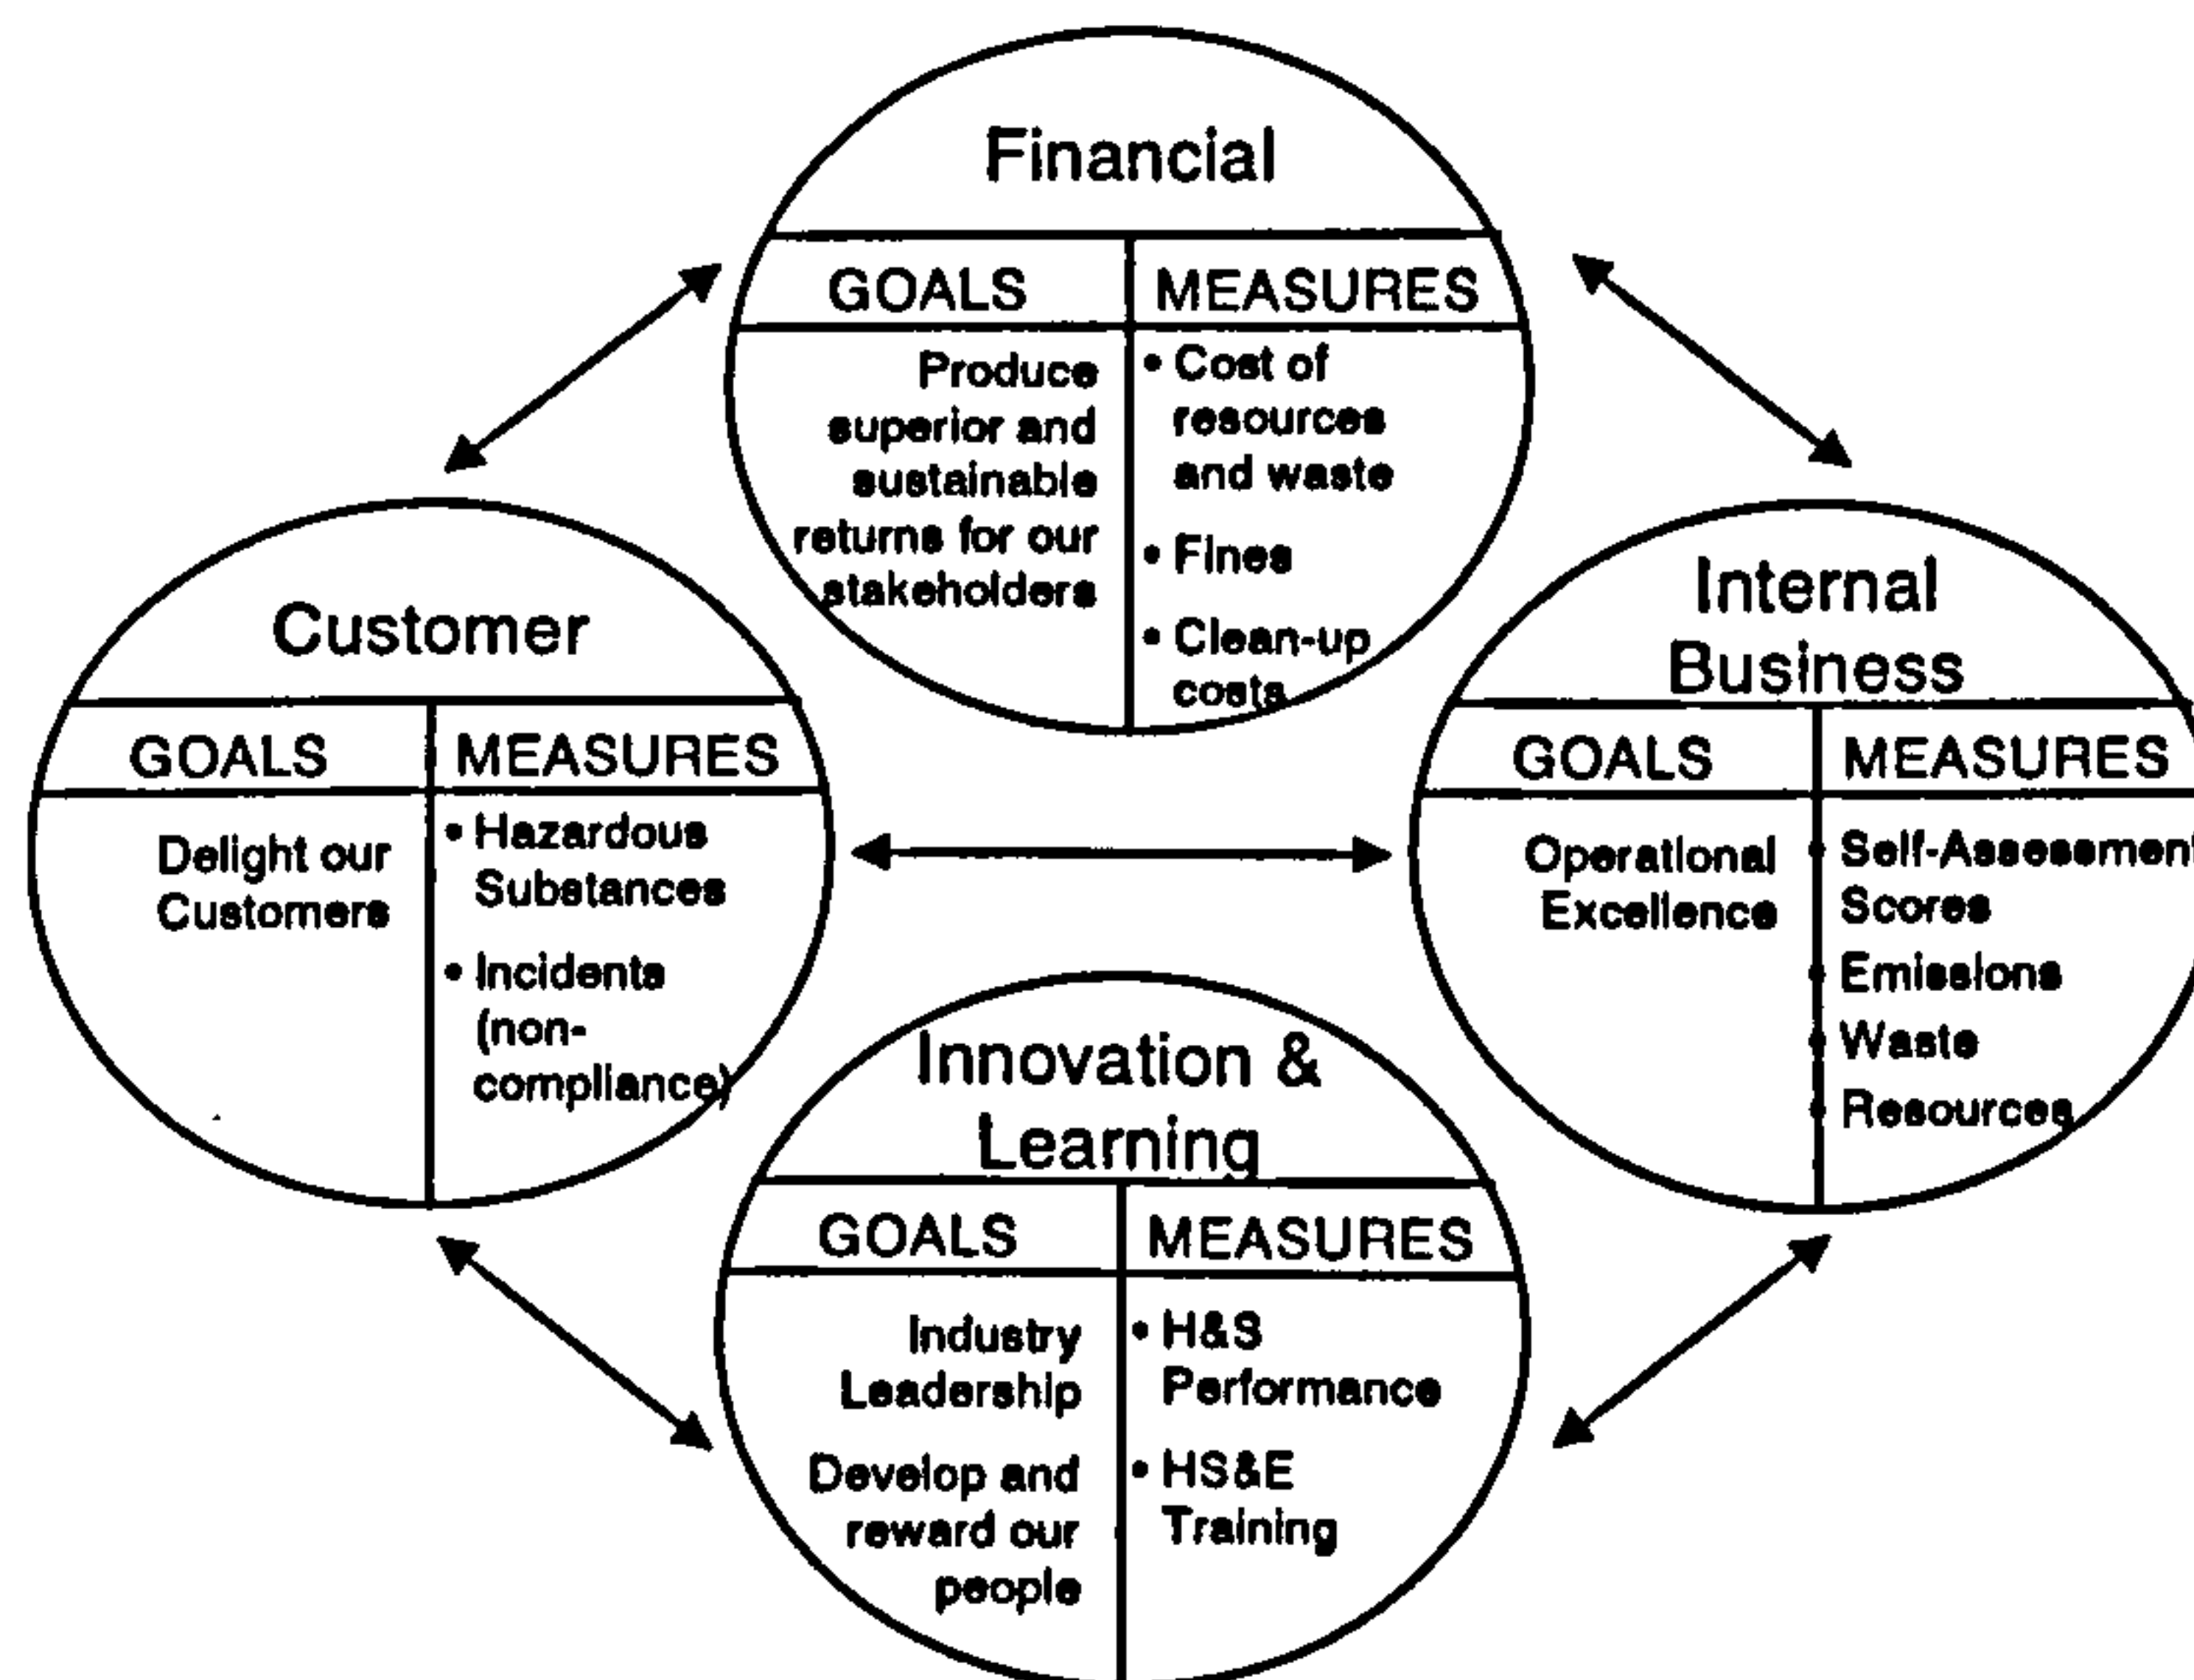 Financial
GOALS
MEASURES
Produce
superior and
sustainable
returns for our
stakeholders
• Cost of
resources
and waste
• Fines
• Clean-up
costs
Customer
GOALS
MEASURES
Delight our
Customers
• Hazardous
Substances
• Incidents
(non-
compliance)
Internal
Business
GOALS
MEASURES
Operational
Excellence
• Self-Assessment
Scores
• Emissions
• Waste
• Resources
Innovation &
Learning
GOALS
MEASURES
Industry
Leadership
Develop and
reward our
people
• H&S
Performance
• HS&E
Training